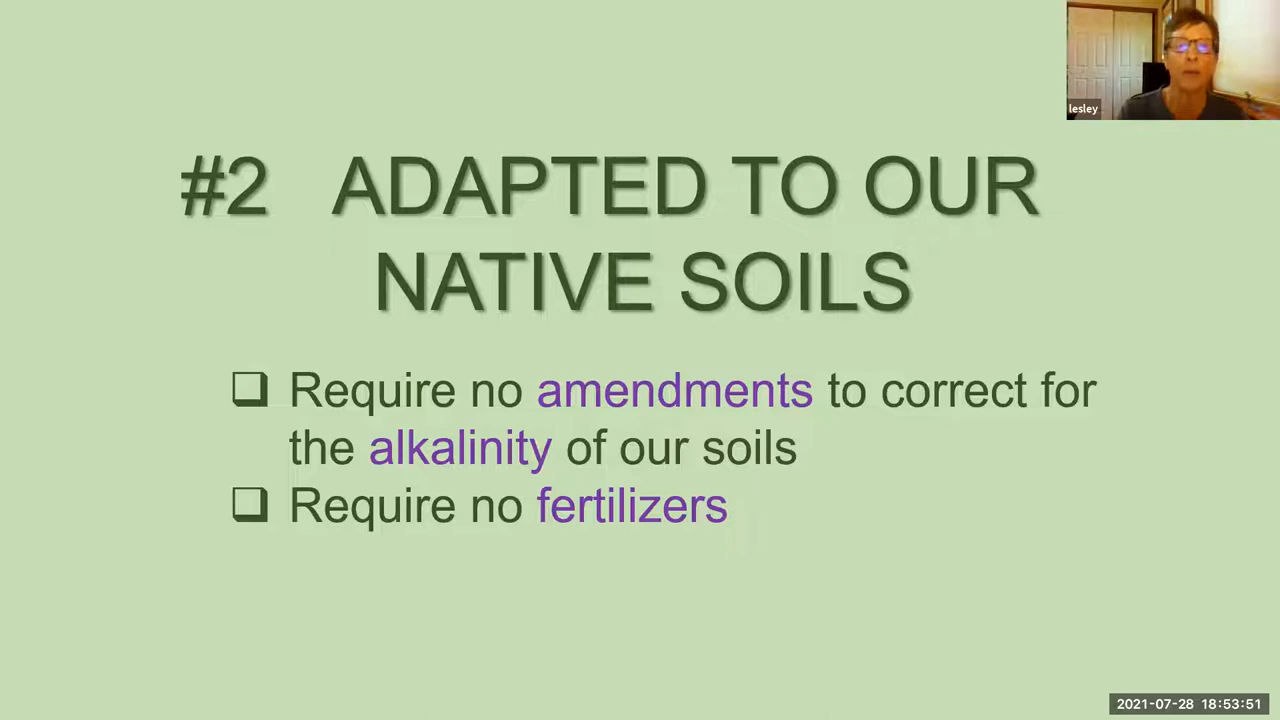 lesley
#2 ADAPTED TO OUR
NATIVE SOILS
❑ Require no amendments to correct for
the alkalinity of our soils
❑ Require no fertilizers
2021-07-28 18:53:51